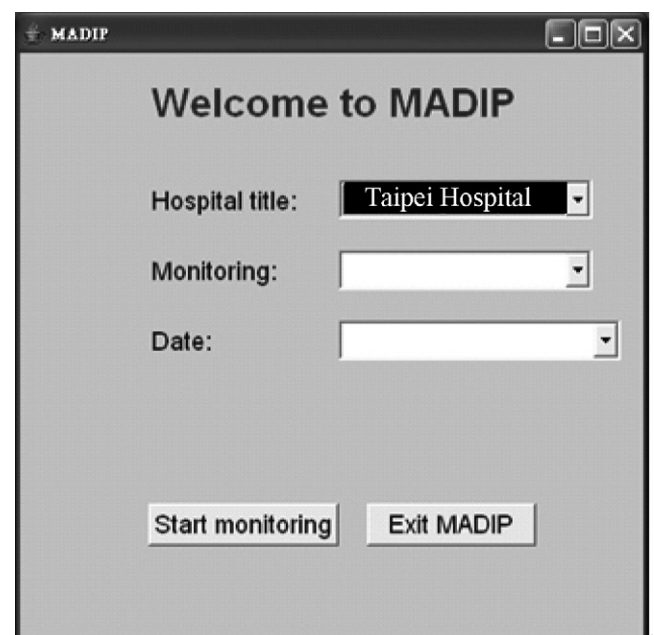 MADIP
Welcome to MADIP
Hospital title: Taipei Hospital
Monitoring:
Date:
Start monitoring Exit MADIP